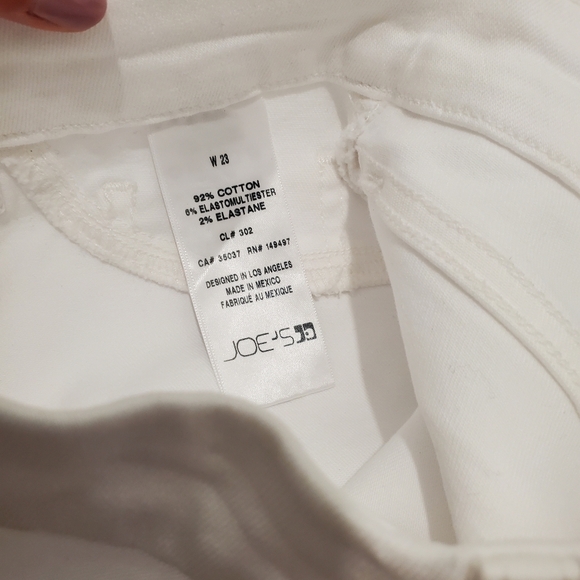 W 23
92% COTTON
6% ELASTOMULTIESTER
2% ELASTANE
CL# 302
CA# 35037 RN# 149497
DESIGNED IN LOS ANGELES
MADE IN MEXICO
FABRIQUÉ AU MEXIQUE
JOE'S